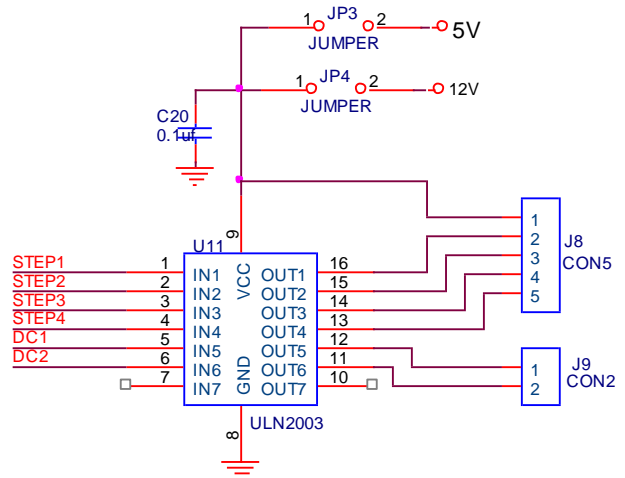 JP3
1 2 5V
JUMPER
JP4
1 2 12V
JUMPER
C20
0.1uf
U11
9
VCC
J8
CON5
1
2
3
4
5
STEP1 1 IN1 OUT1 16
STEP2 2 IN2 OUT2 15
STEP3 3 IN3 OUT3 14
STEP4 4 IN4 OUT4 13
DC1 5 IN5 OUT5 12
DC2 6 IN6 OUT6 11
7 IN7 OUT7 10
GND
8
ULN2003
J9
CON2
1
2